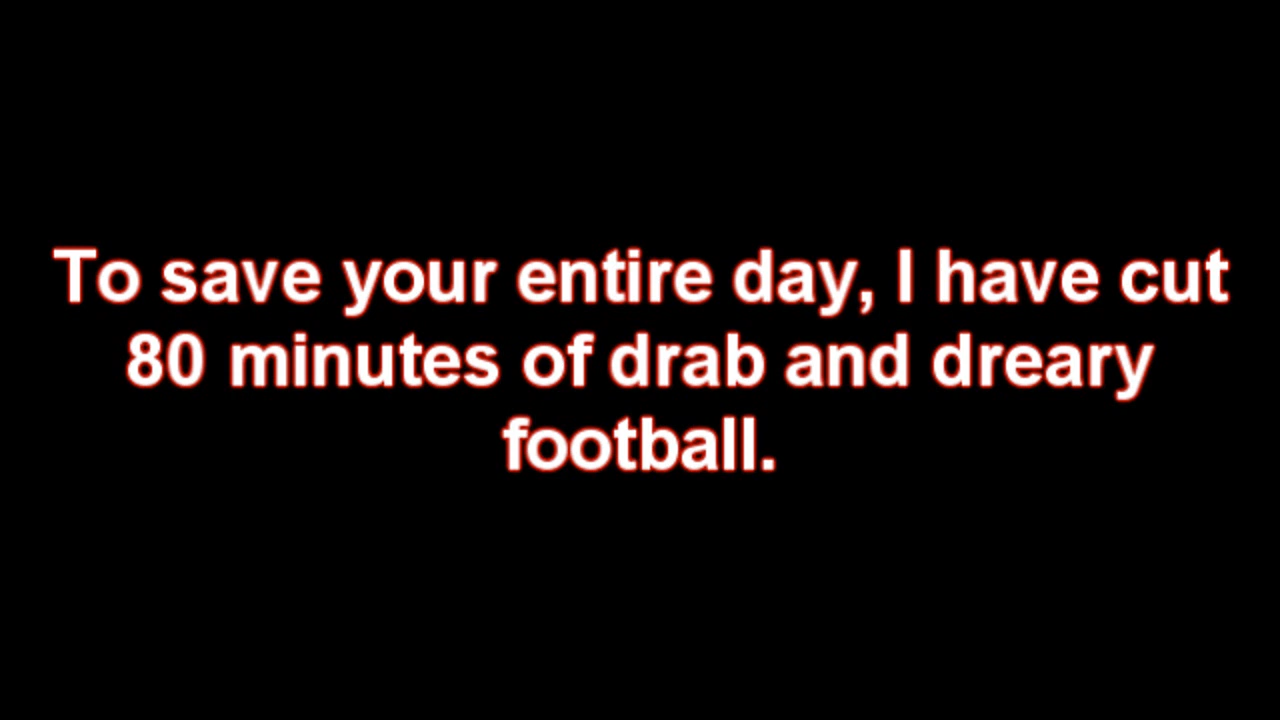 To save your entire day, I have cut
80 minutes of drab and dreary
football.